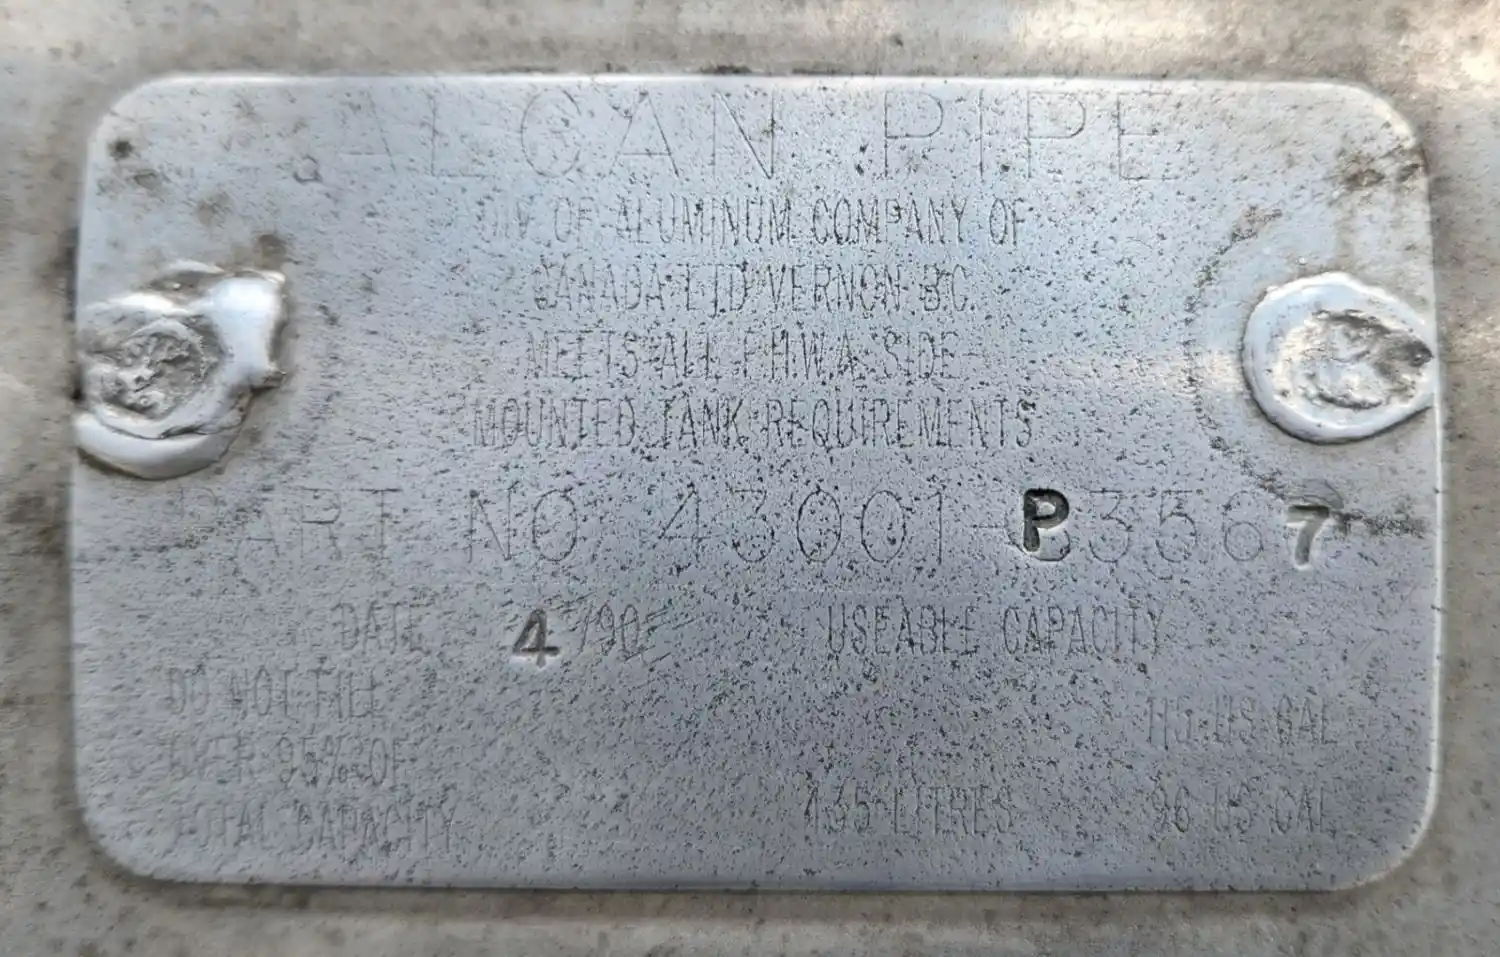 ALCAN PIPE
DIV. OF ALUMINUM COMPANY OF
CANADA LTD VERNON B.C.
MEETS ALL F.H.W.A. SIDE
MOUNTED TANK REQUIREMENTS
PART NO 43001-P3567
DATE 4/90 USEABLE CAPACITY
DO NOT FILL
OVER 95% OF US GAL
TOTAL CAPACITY 435 LITRES 96 US GAL